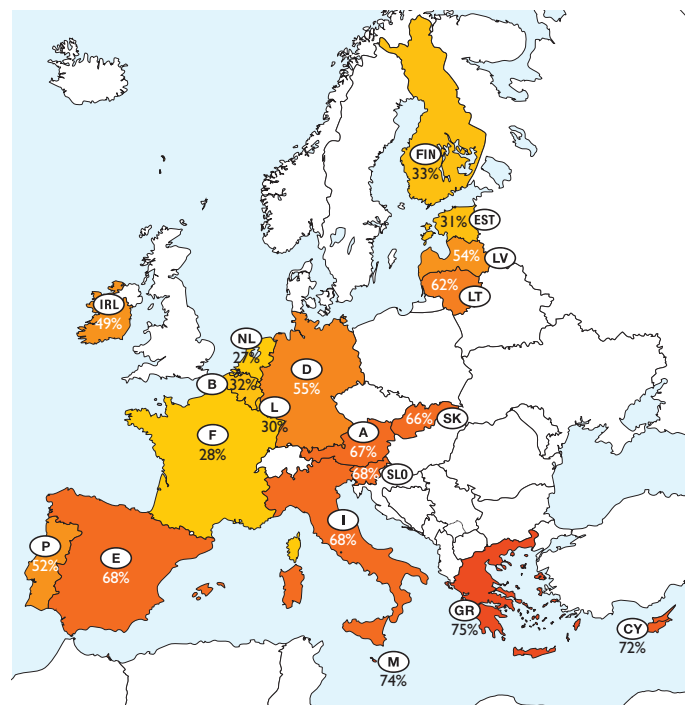 FIN
33%
31%
EST
54%
LV
62%
LT
IRL
49%
NL
27%
B
32%
D
55%
L
30%
F
28%
A
67%
66%
SK
68%
SLO
I
68%
P
52%
E
68%
GR
75%
CY
72%
M
74%